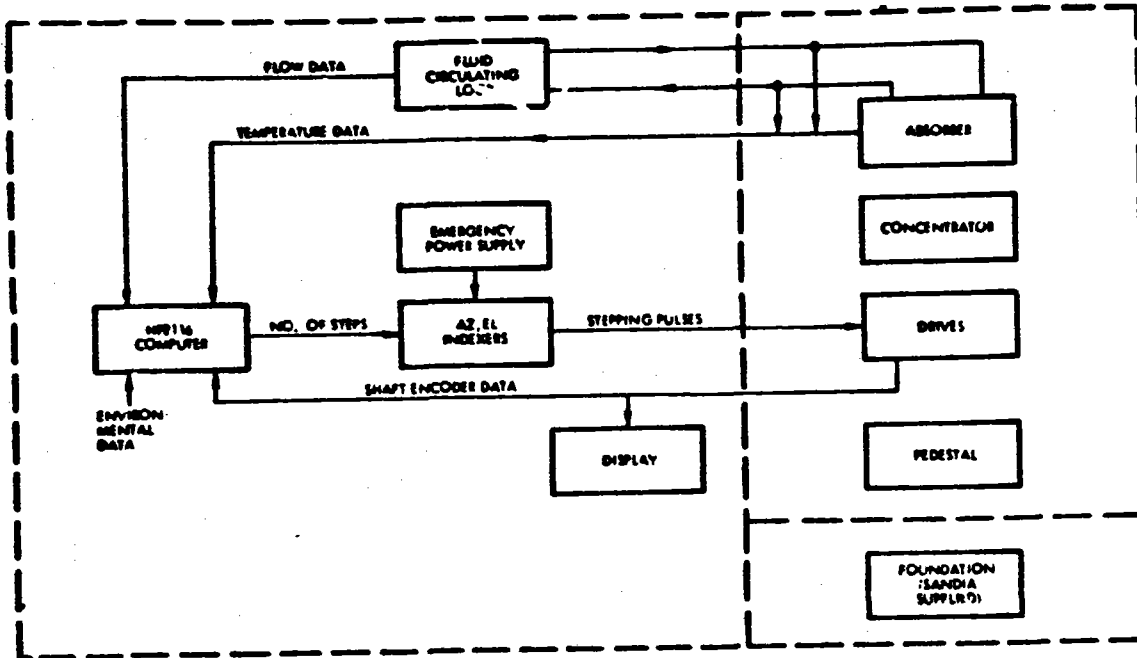 FLOW DATA
FLUID
CIRCULATING
TEMPERATURE DATA
ABSORBER
EMERGENCY
POWER SUPPLY
CONCENTRATOR
COMPUTER
NO. OF STEPS
AZ, EL
INDEXERS
STEPPING PULSES
DRIVES
SHAFT ENCODER DATA
ENVIRON-
MENTAL
DATA
DISPLAY
PEDESTAL
FOUNDATION
(SANDIA